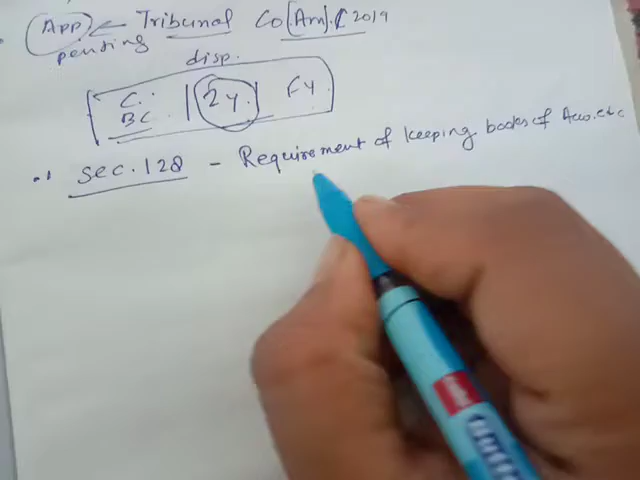 App ← Tribunal Co(Am). 2019
pending
disp.
C. | 2y. | Fy
BC
Sec. 128 - Requirement of keeping books of Acco. etc
Butter